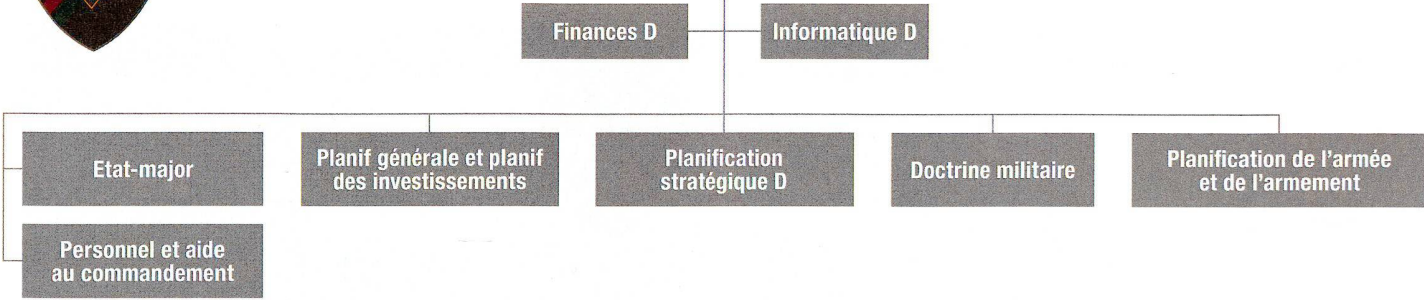 Finances D
Informatique D
Etat-major
Planif générale et planif
des investissements
Planification
stratégique D
Doctrine militaire
Planification de l'armée
et de l'armement
Personnel et aide
au commandement